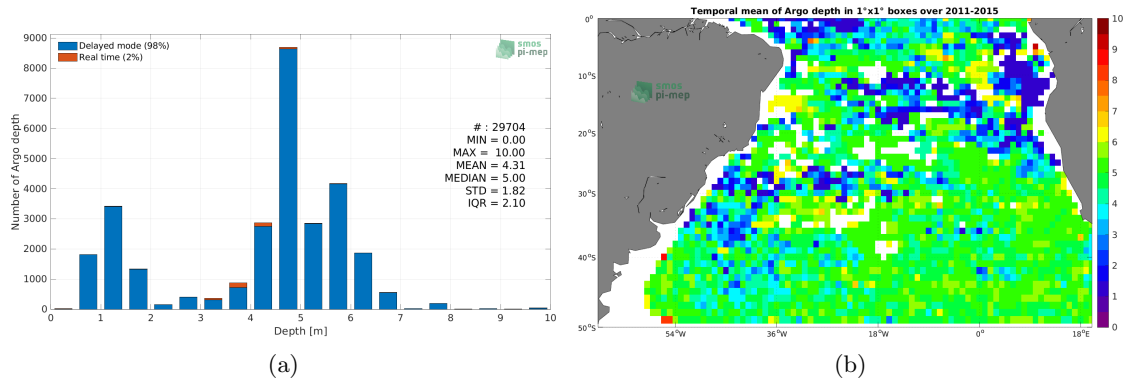 Delayed mode (98%)
Real time (2%)
smos
pi-mep
9000
8000
7000
6000
5000
4000
3000
2000
1000
0
Number of Argo depth
# : 29704
MIN = 0.00
MAX = 10.00
MEAN = 4.31
MEDIAN = 5.00
STD = 1.82
IQR = 2.10
0 1 2 3 4 5 6 7 8 9 10
Depth [m]
(a)
Temporal mean of Argo depth in 1°x1° boxes over 2011-2015
smos
pi-mep
0°
10°S
20°S
30°S
40°S
50°S
54°W 36°W 18°W 0° 18°E
10
9
8
7
6
5
4
3
2
1
0
(b)